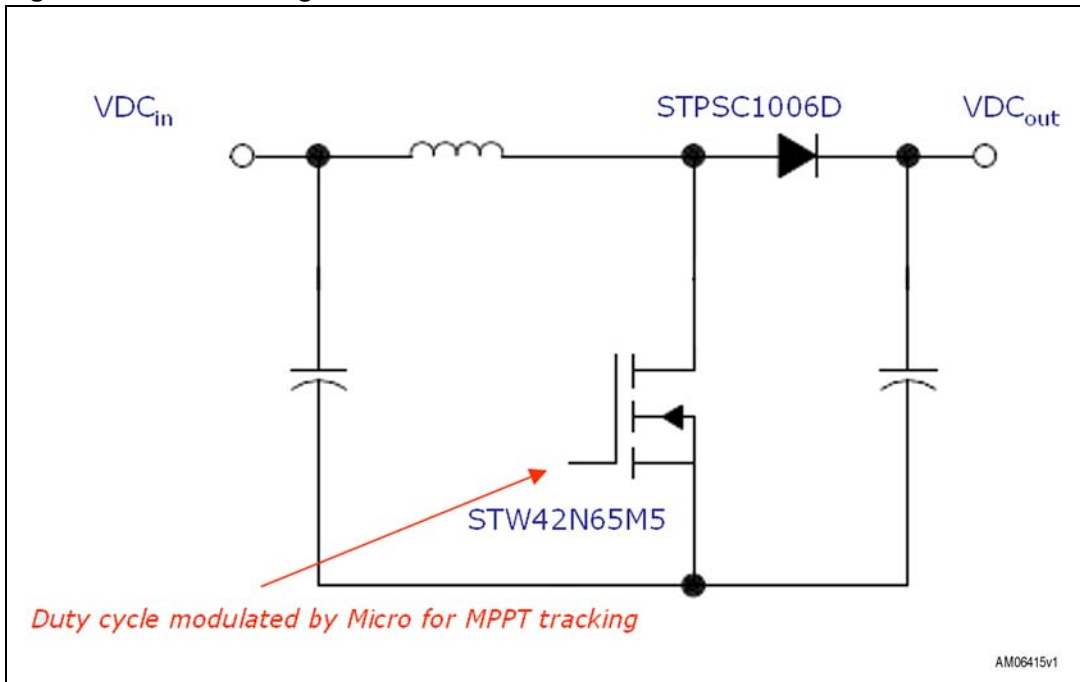 VDCin
STPSC1006D
VDCout
STW42N65M5
Duty cycle modulated by Micro for MPPT tracking
AM06415v1